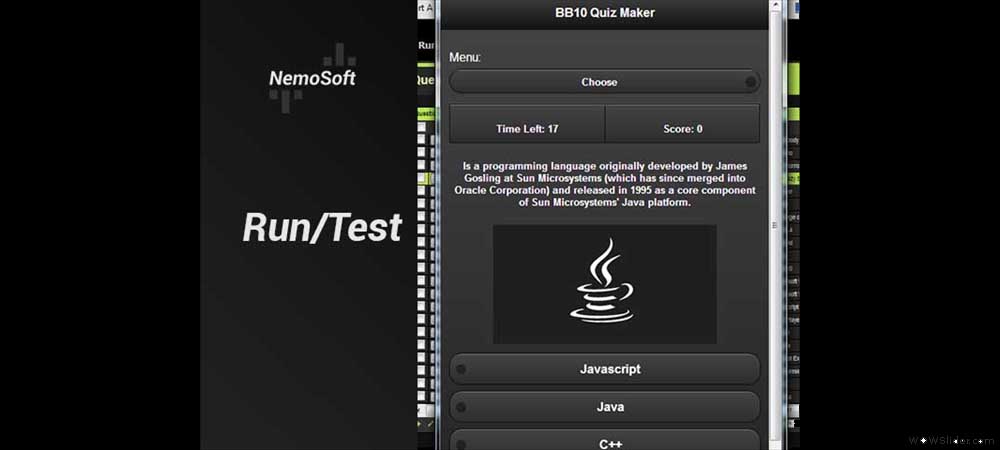 NemoSoft
Run/Test
BB10 Quiz Maker
Menu:
Choose
Time Left: 17
Score: 0
Is a programming language originally developed by James
Gosling at Sun Microsystems (which has since merged into
Oracle Corporation) and released in 1995 as a core component
of Sun Microsystems' Java platform.
Javascript
Java
C++
WOWSlider.com